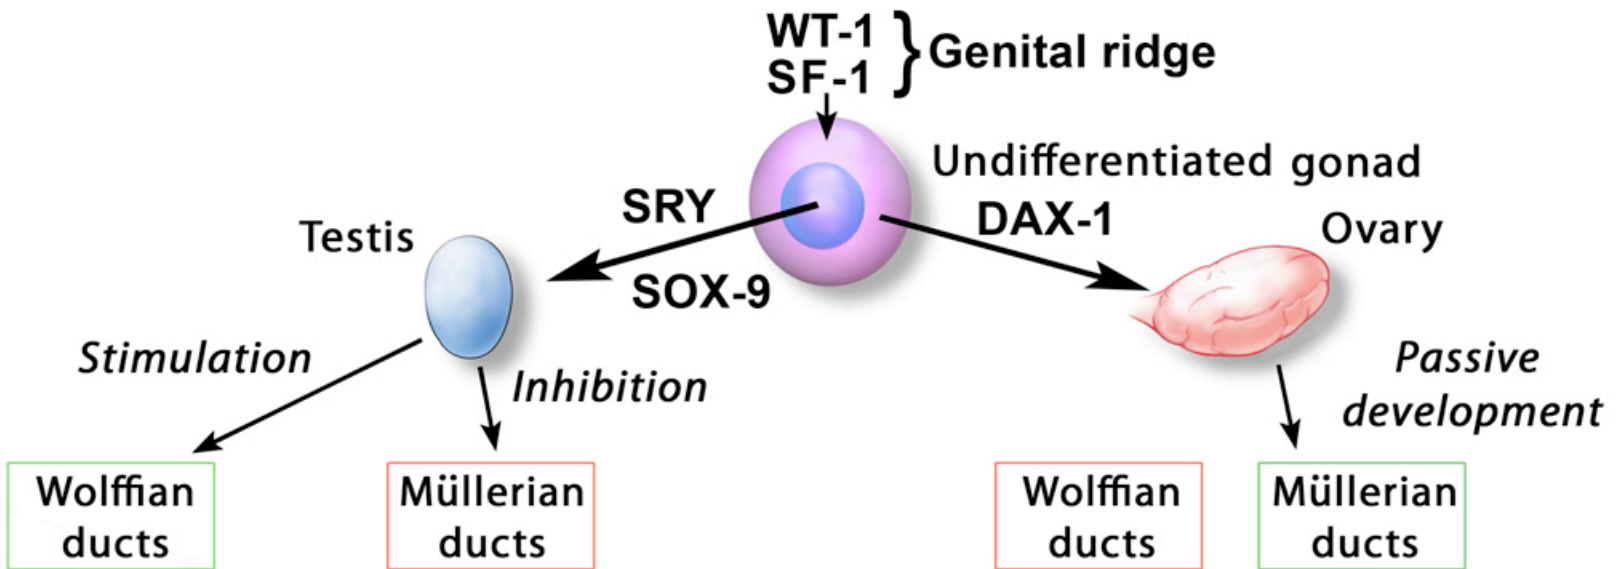 WT-1
SF-1
Genital ridge
Undifferentiated gonad
SRY
DAX-1
Testis
Ovary
SOX-9
Stimulation
Inhibition
Passive
development
Wolffian
ducts
Müllerian
ducts
Wolffian
ducts
Müllerian
ducts